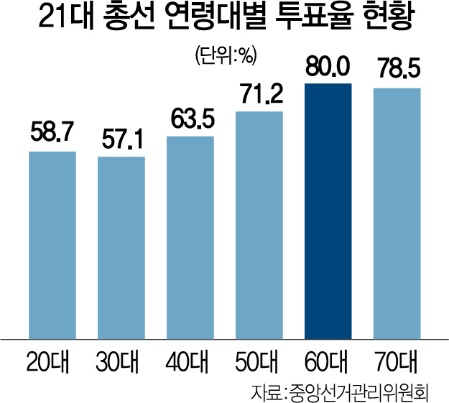 21대 총선 연령대별 투표율 현황
(단위:%)
58.7 57.1 63.5 71.2 80.0 78.5
20대 30대 40대 50대 60대 70대
자료:중앙선거관리위원회